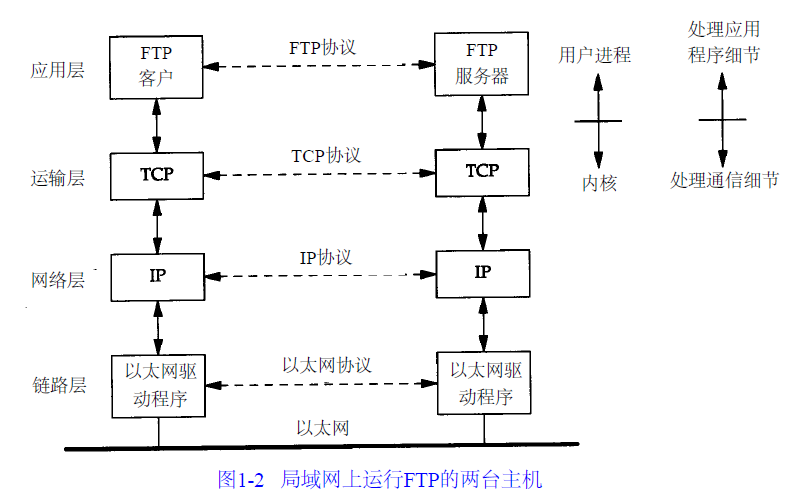 处理应用
程序细节
用户进程
内核
处理通信细节
应用层
FTP
客户
FTP协议
FTP
服务器
运输层
TCP
TCP协议
TCP
网络层
IP
IP协议
IP
链路层
以太网驱
动程序
以太网协议
以太网驱
动程序
以太网
图1-2 局域网上运行FTP的两台主机